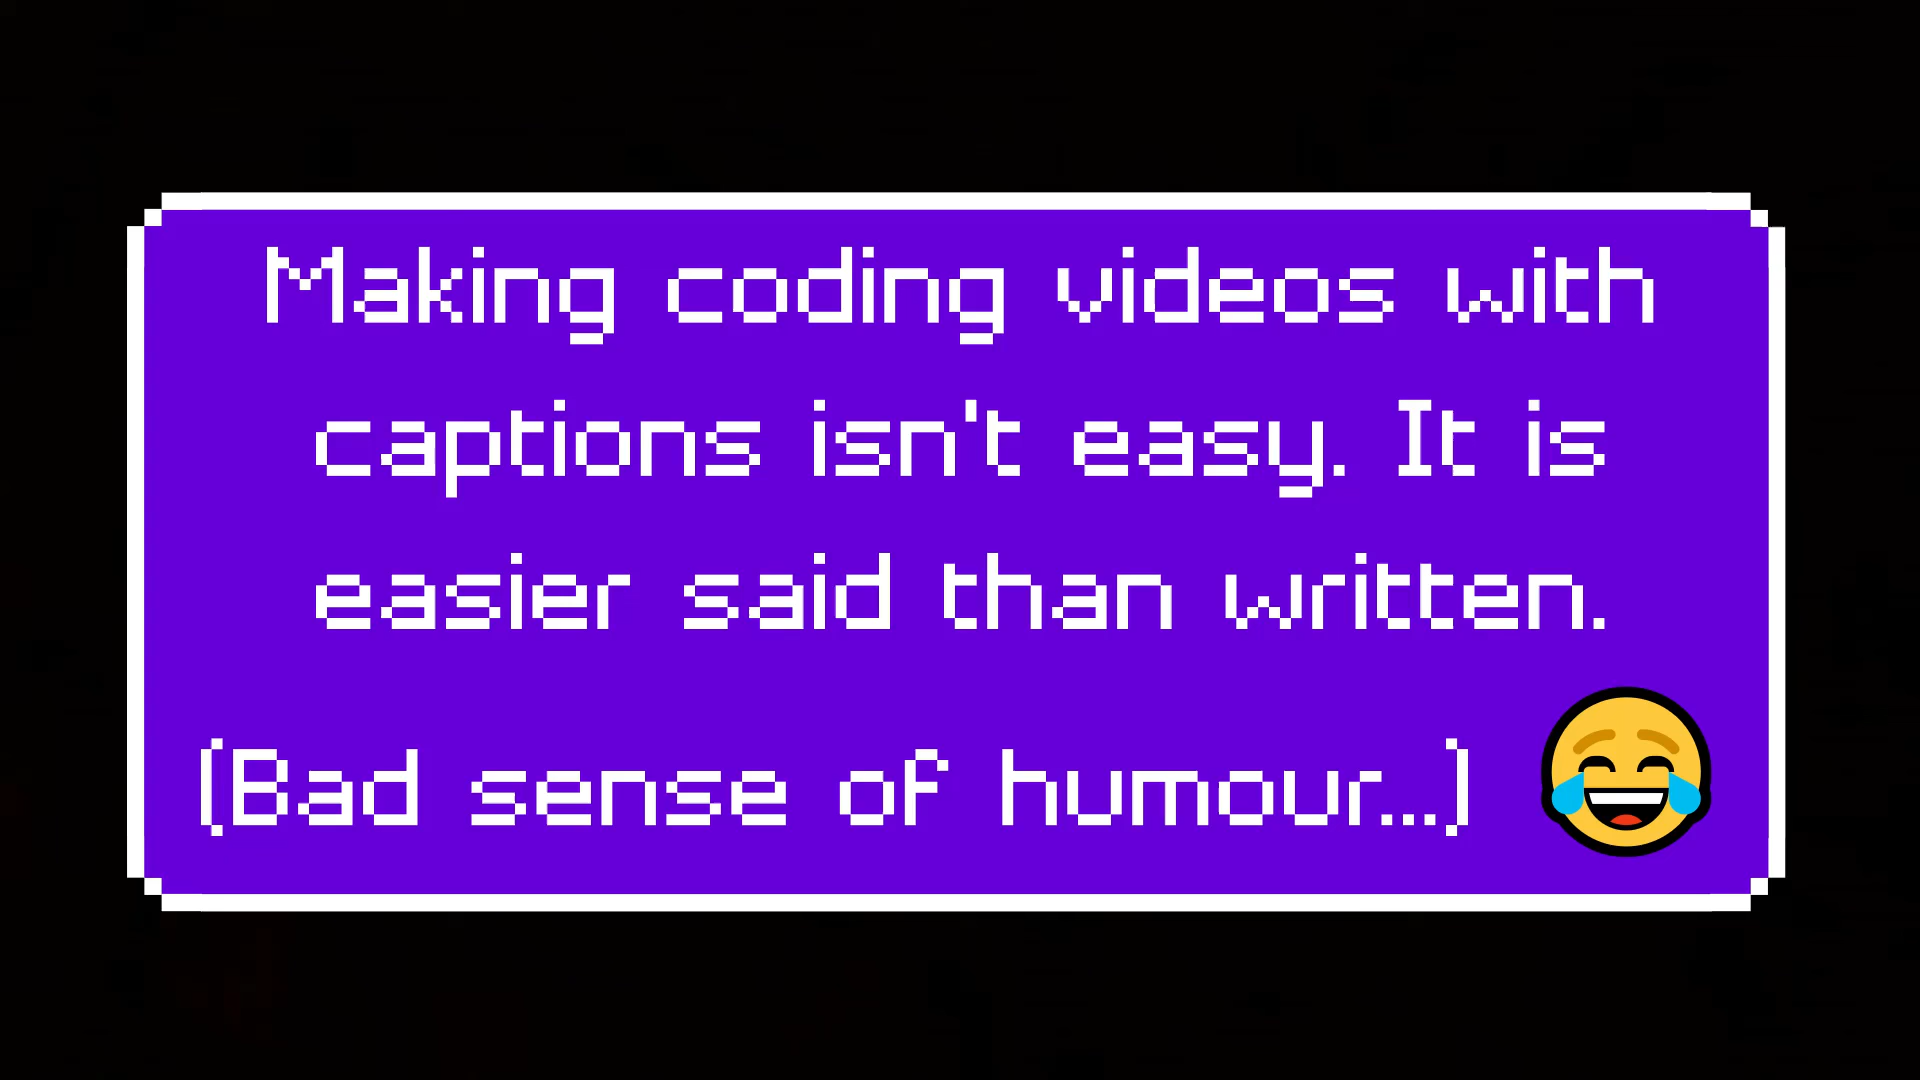 Making coding videos with
captions isn't easy. It is
easier said than written.
(Bad sense of humour...) 😂